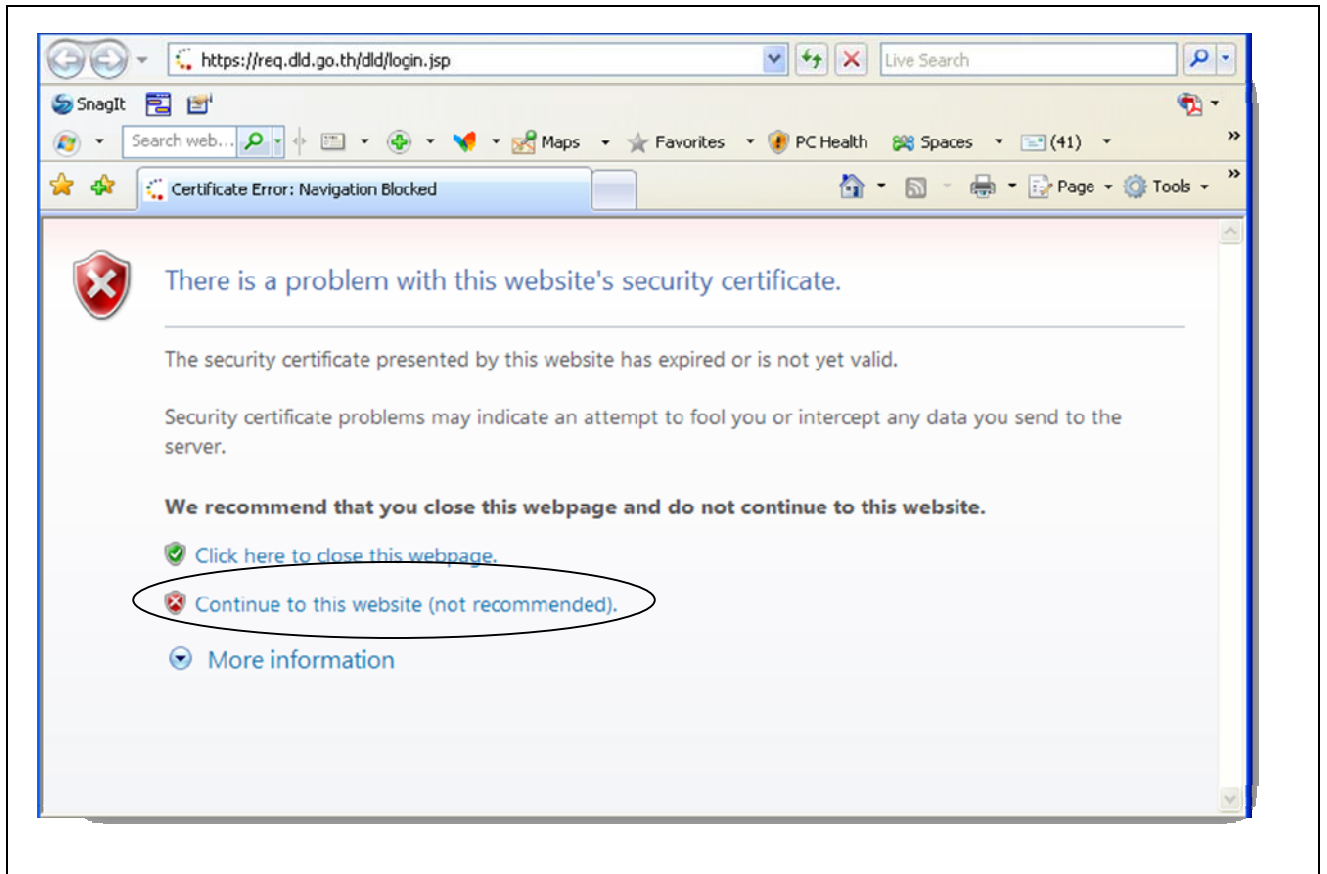 https://req.dld.go.th/dld/login.jsp
Live Search
SnagIt
Search web...
Maps
Favorites
PC Health
Spaces
(41)
»
Certificate Error: Navigation Blocked
Page
Tools
»
There is a problem with this website's security certificate.
The security certificate presented by this website has expired or is not yet valid.
Security certificate problems may indicate an attempt to fool you or intercept any data you send to the
server.
We recommend that you close this webpage and do not continue to this website.
Click here to close this webpage.
Continue to this website (not recommended).
More information